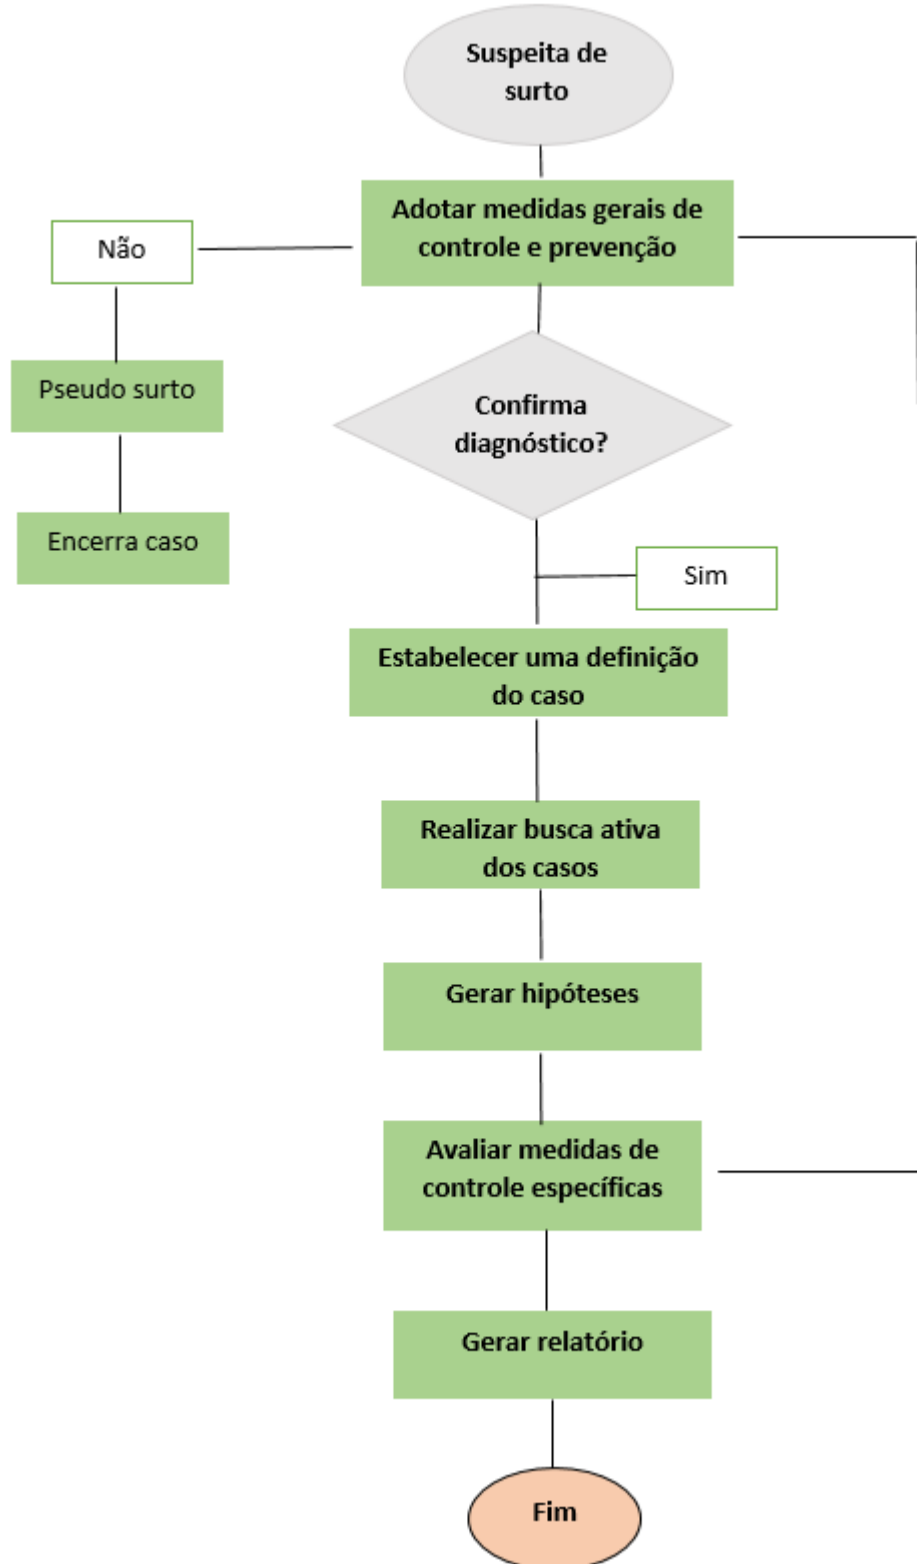 Suspeita de
surto
Adotar medidas gerais de
controle e prevenção
Não
Pseudo surto
Encerra caso
Confirma
diagnóstico?
Sim
Estabelecer uma definição
do caso
Realizar busca ativa
dos casos
Gerar hipóteses
Avaliar medidas de
controle específicas
Gerar relatório
Fim